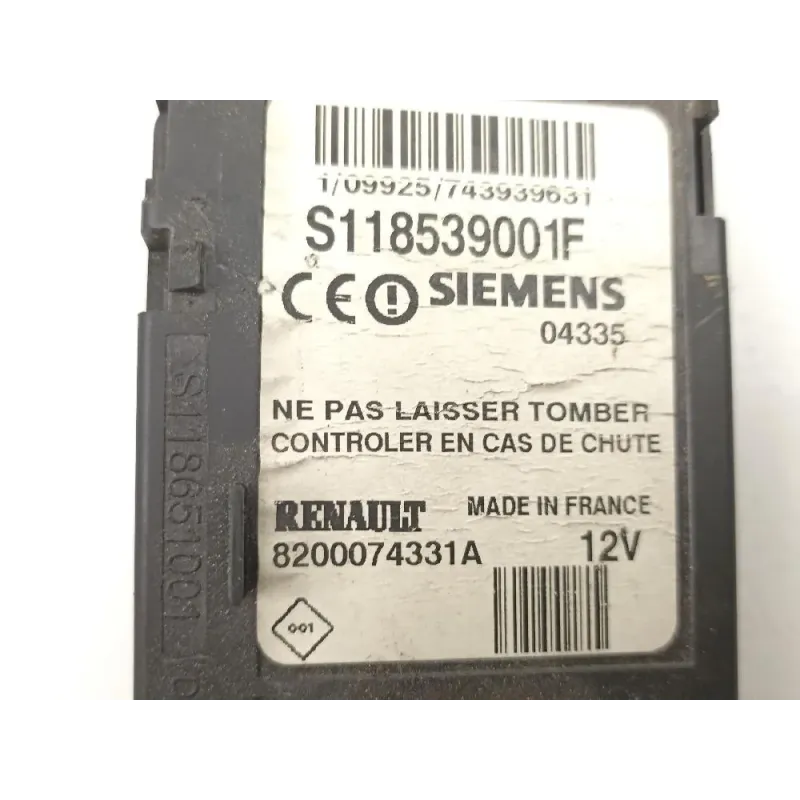 1/09925/743939631
S118539001F
CE SIEMENS
04335
NE PAS LAISSER TOMBER
CONTROLER EN CAS DE CHUTE
RENAULT MADE IN FRANCE
8200074331A 12V
001
S118651001